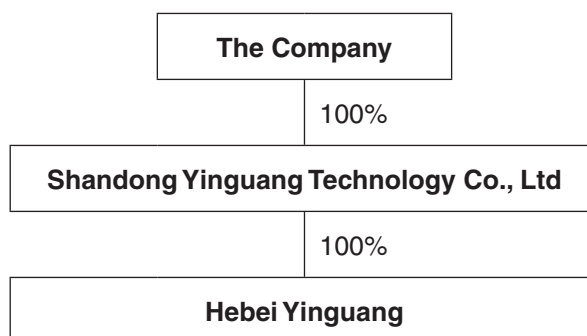 The Company
100%
Shandong Yinguang Technology Co., Ltd
100%
Hebei Yinguang